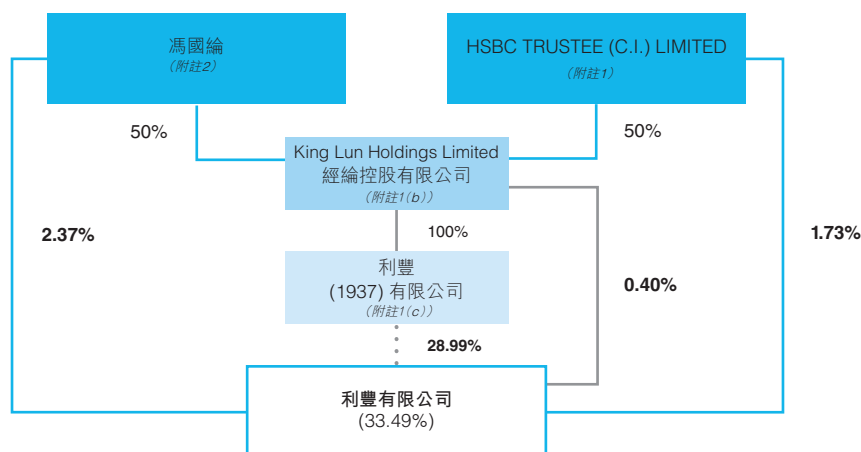 馮國綸
(附註2)
HSBC TRUSTEE (C.I.) LIMITED
(附註1)
50%
50%
King Lun Holdings Limited
經綸控股有限公司
(附註1(b))
2.37%
100%
1.73%
利豐
(1937) 有限公司
(附註1(c))
0.40%
28.99%
利豐有限公司
(33.49%)